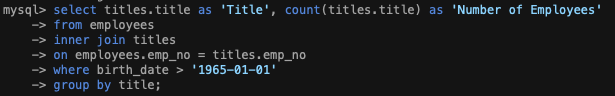 mysql> select titles.title as 'Title', count(titles.title) as 'Number of Employees'
-> from employees
-> inner join titles
-> on employees.emp_no = titles.emp_no
-> where birth_date > '1965-01-01'
-> group by title;